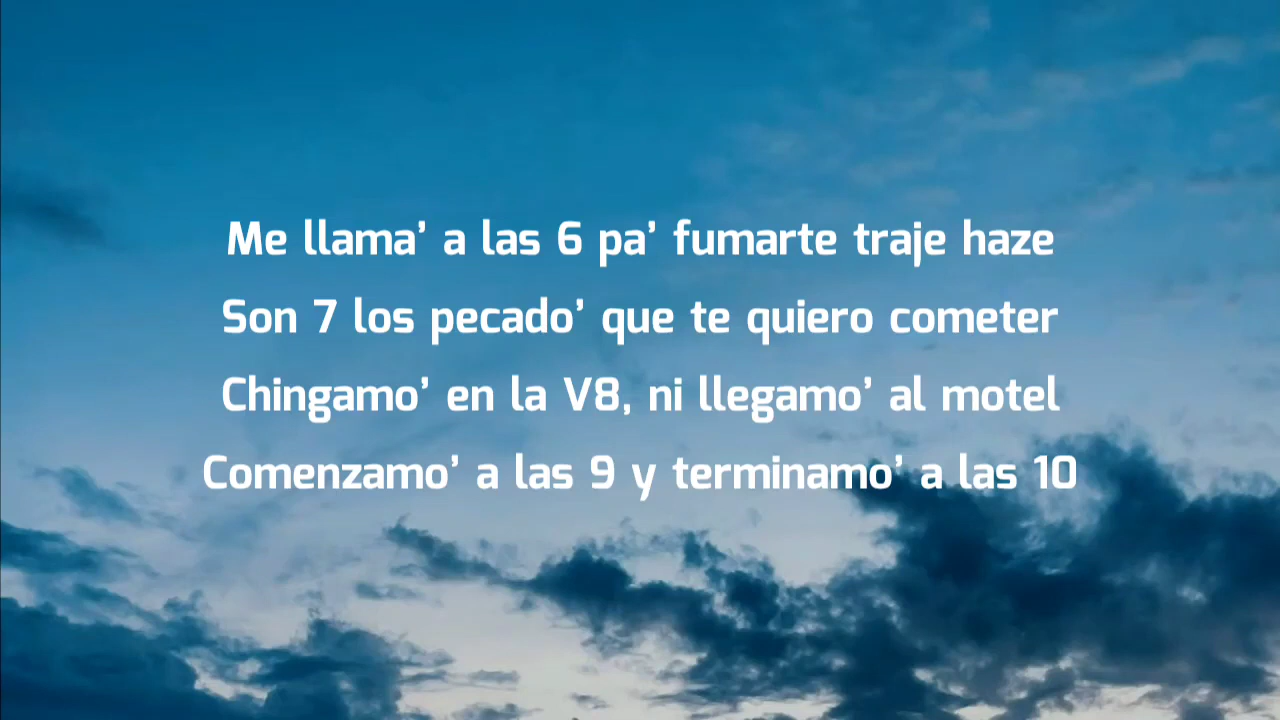 Me llama’ a las 6 pa’ fumarte traje haze
Son 7 los pecado’ que te quiero cometer
Chingamo’ en la V8, ni llegamo’ al motel
Comenzamo’ a las 9 y terminamo’ a las 10